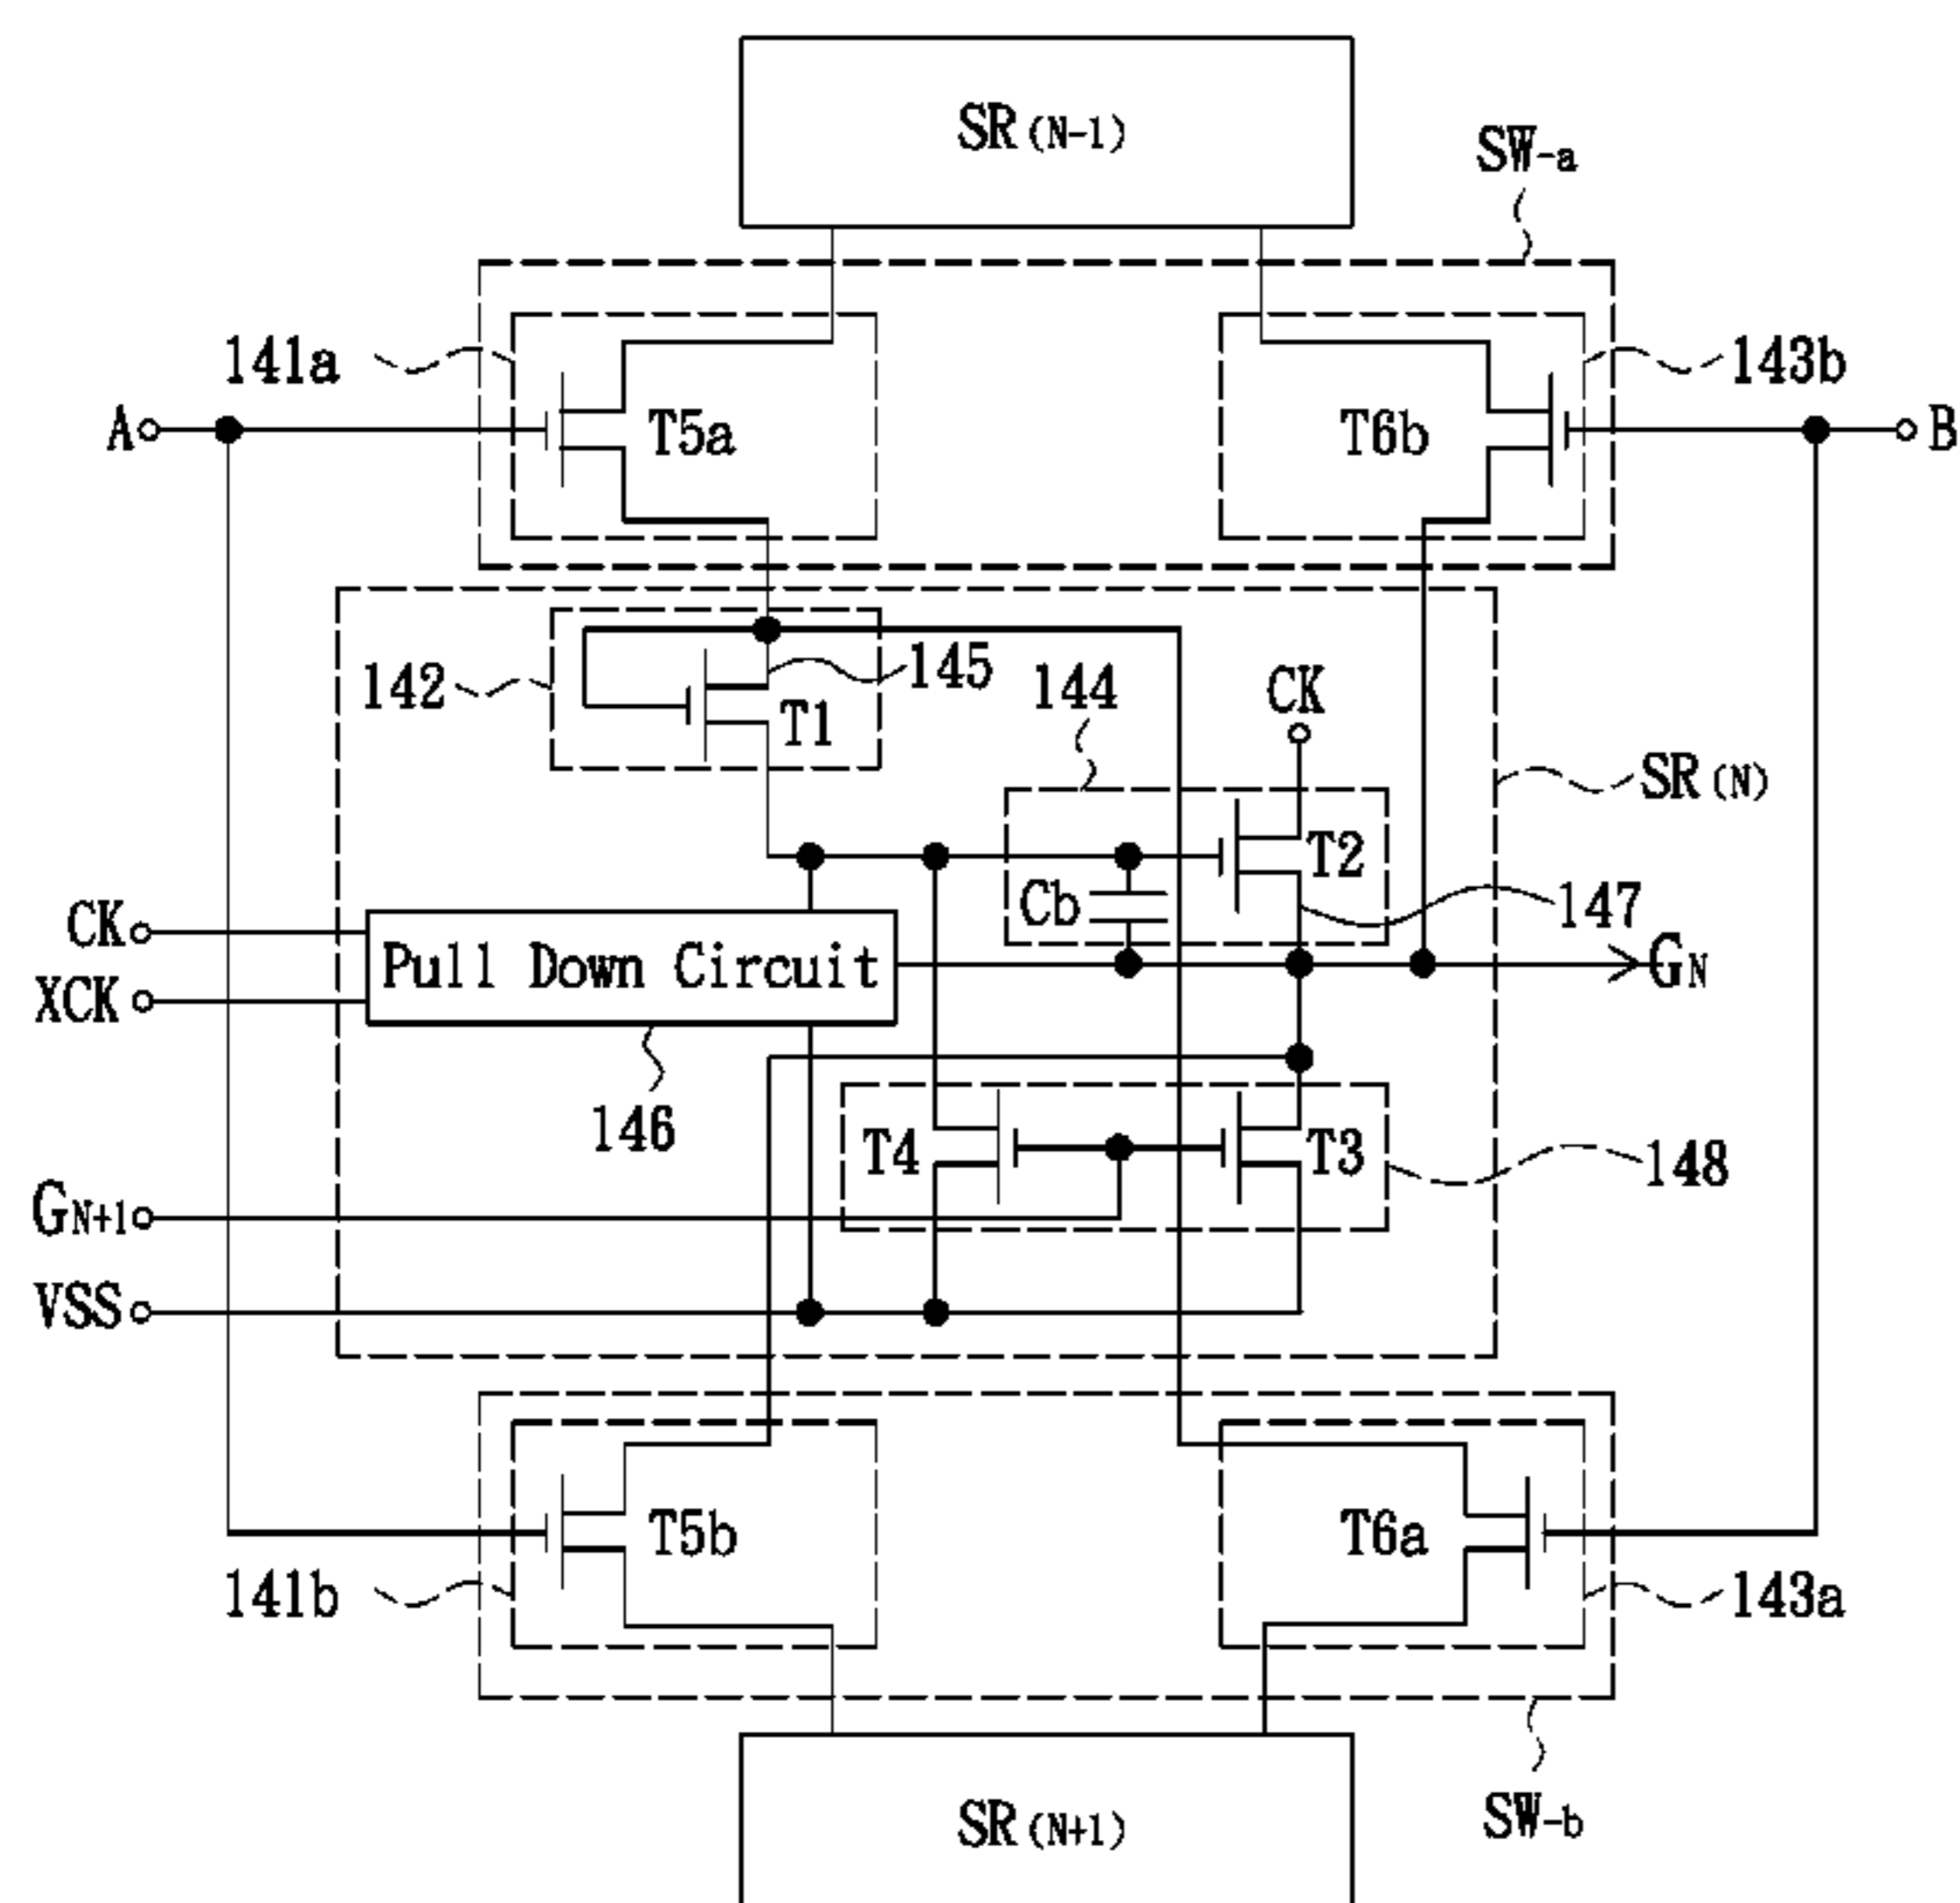 SR(N-1)
SW-a
141a
143b
A
T5a
T6b
B
142
145
144
CK
T1
SR(N)
T2
Cb
147
CK
Pull Down Circuit
GN
XCK
146
T4
T3
148
GN+1
VSS
T5b
T6a
141b
143a
SR(N+1)
SW-b